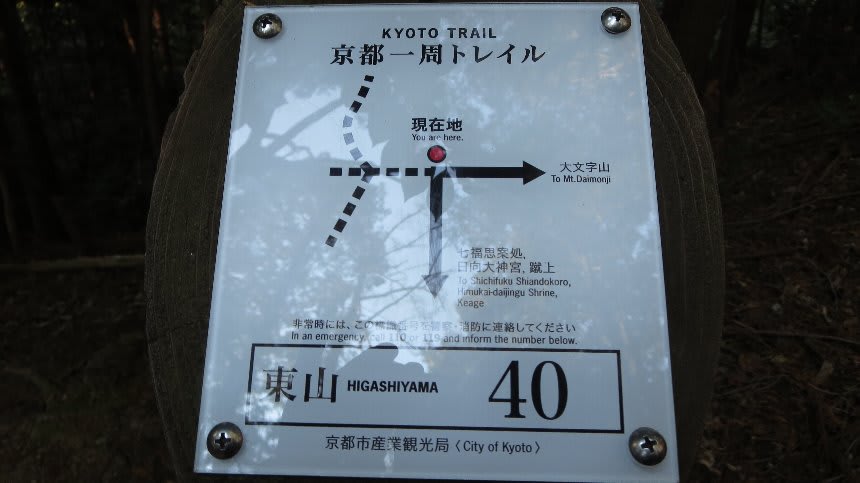 KYOTO TRAIL
京都一周トレイル
現在地
You are here.
大文字山
To Mt.Daimonji
七福思案処,
日向大神宮, 蹴上
To Shichifuku Shiandokoro,
Himukai-daijingu Shrine,
Keage
非常時には、この標識番号を警察・消防に連絡してください
In an emergency, call 110 or 119 and inform the number below.
東山 HIGASHIYAMA 40
京都市産業観光局〈City of Kyoto〉